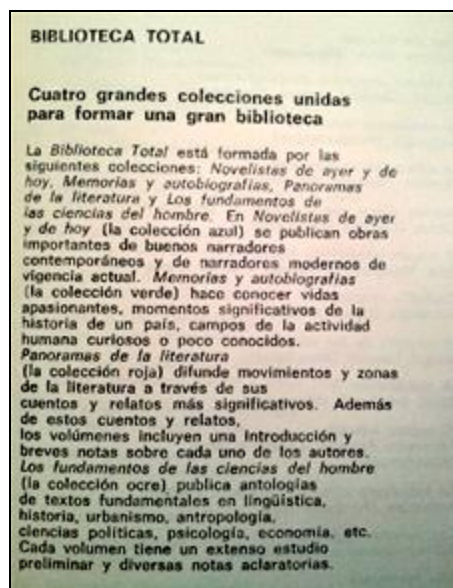 BIBLIOTECA TOTAL
Cuatro grandes colecciones unidas
para formar una gran biblioteca
La Biblioteca Total está formada por las
siguientes colecciones: Novelistas de ayer y de
hoy, Memorias y autobiografías, Panoramas
de la literatura y Los fundamentos de
las ciencias del hombre. En Novelistas de ayer
y de hoy (la colección azul) se publican obras
importantes de buenos narradores
contemporáneos y de narradores modernos de
vigencia actual. Memorias y autobiografías
(la colección verde) hace conocer vidas
apasionantes, momentos significativos de la
historia de un país, campos de la actividad
humana curiosos o poco conocidos.
Panoramas de la literatura
(la colección roja) difunde movimientos y zonas
de la literatura a través de sus
cuentos y relatos más significativos. Además
de estos cuentos y relatos,
los volúmenes incluyen una introducción y
breves notas sobre cada uno de los autores.
Los fundamentos de las ciencias del hombre
(la colección ocre) publica antologías
de textos fundamentales en lingüística,
historia, urbanismo, antropología,
ciencias políticas, psicología, economía, etc.
Cada volumen tiene un extenso estudio
preliminar y diversas notas aclaratorias.